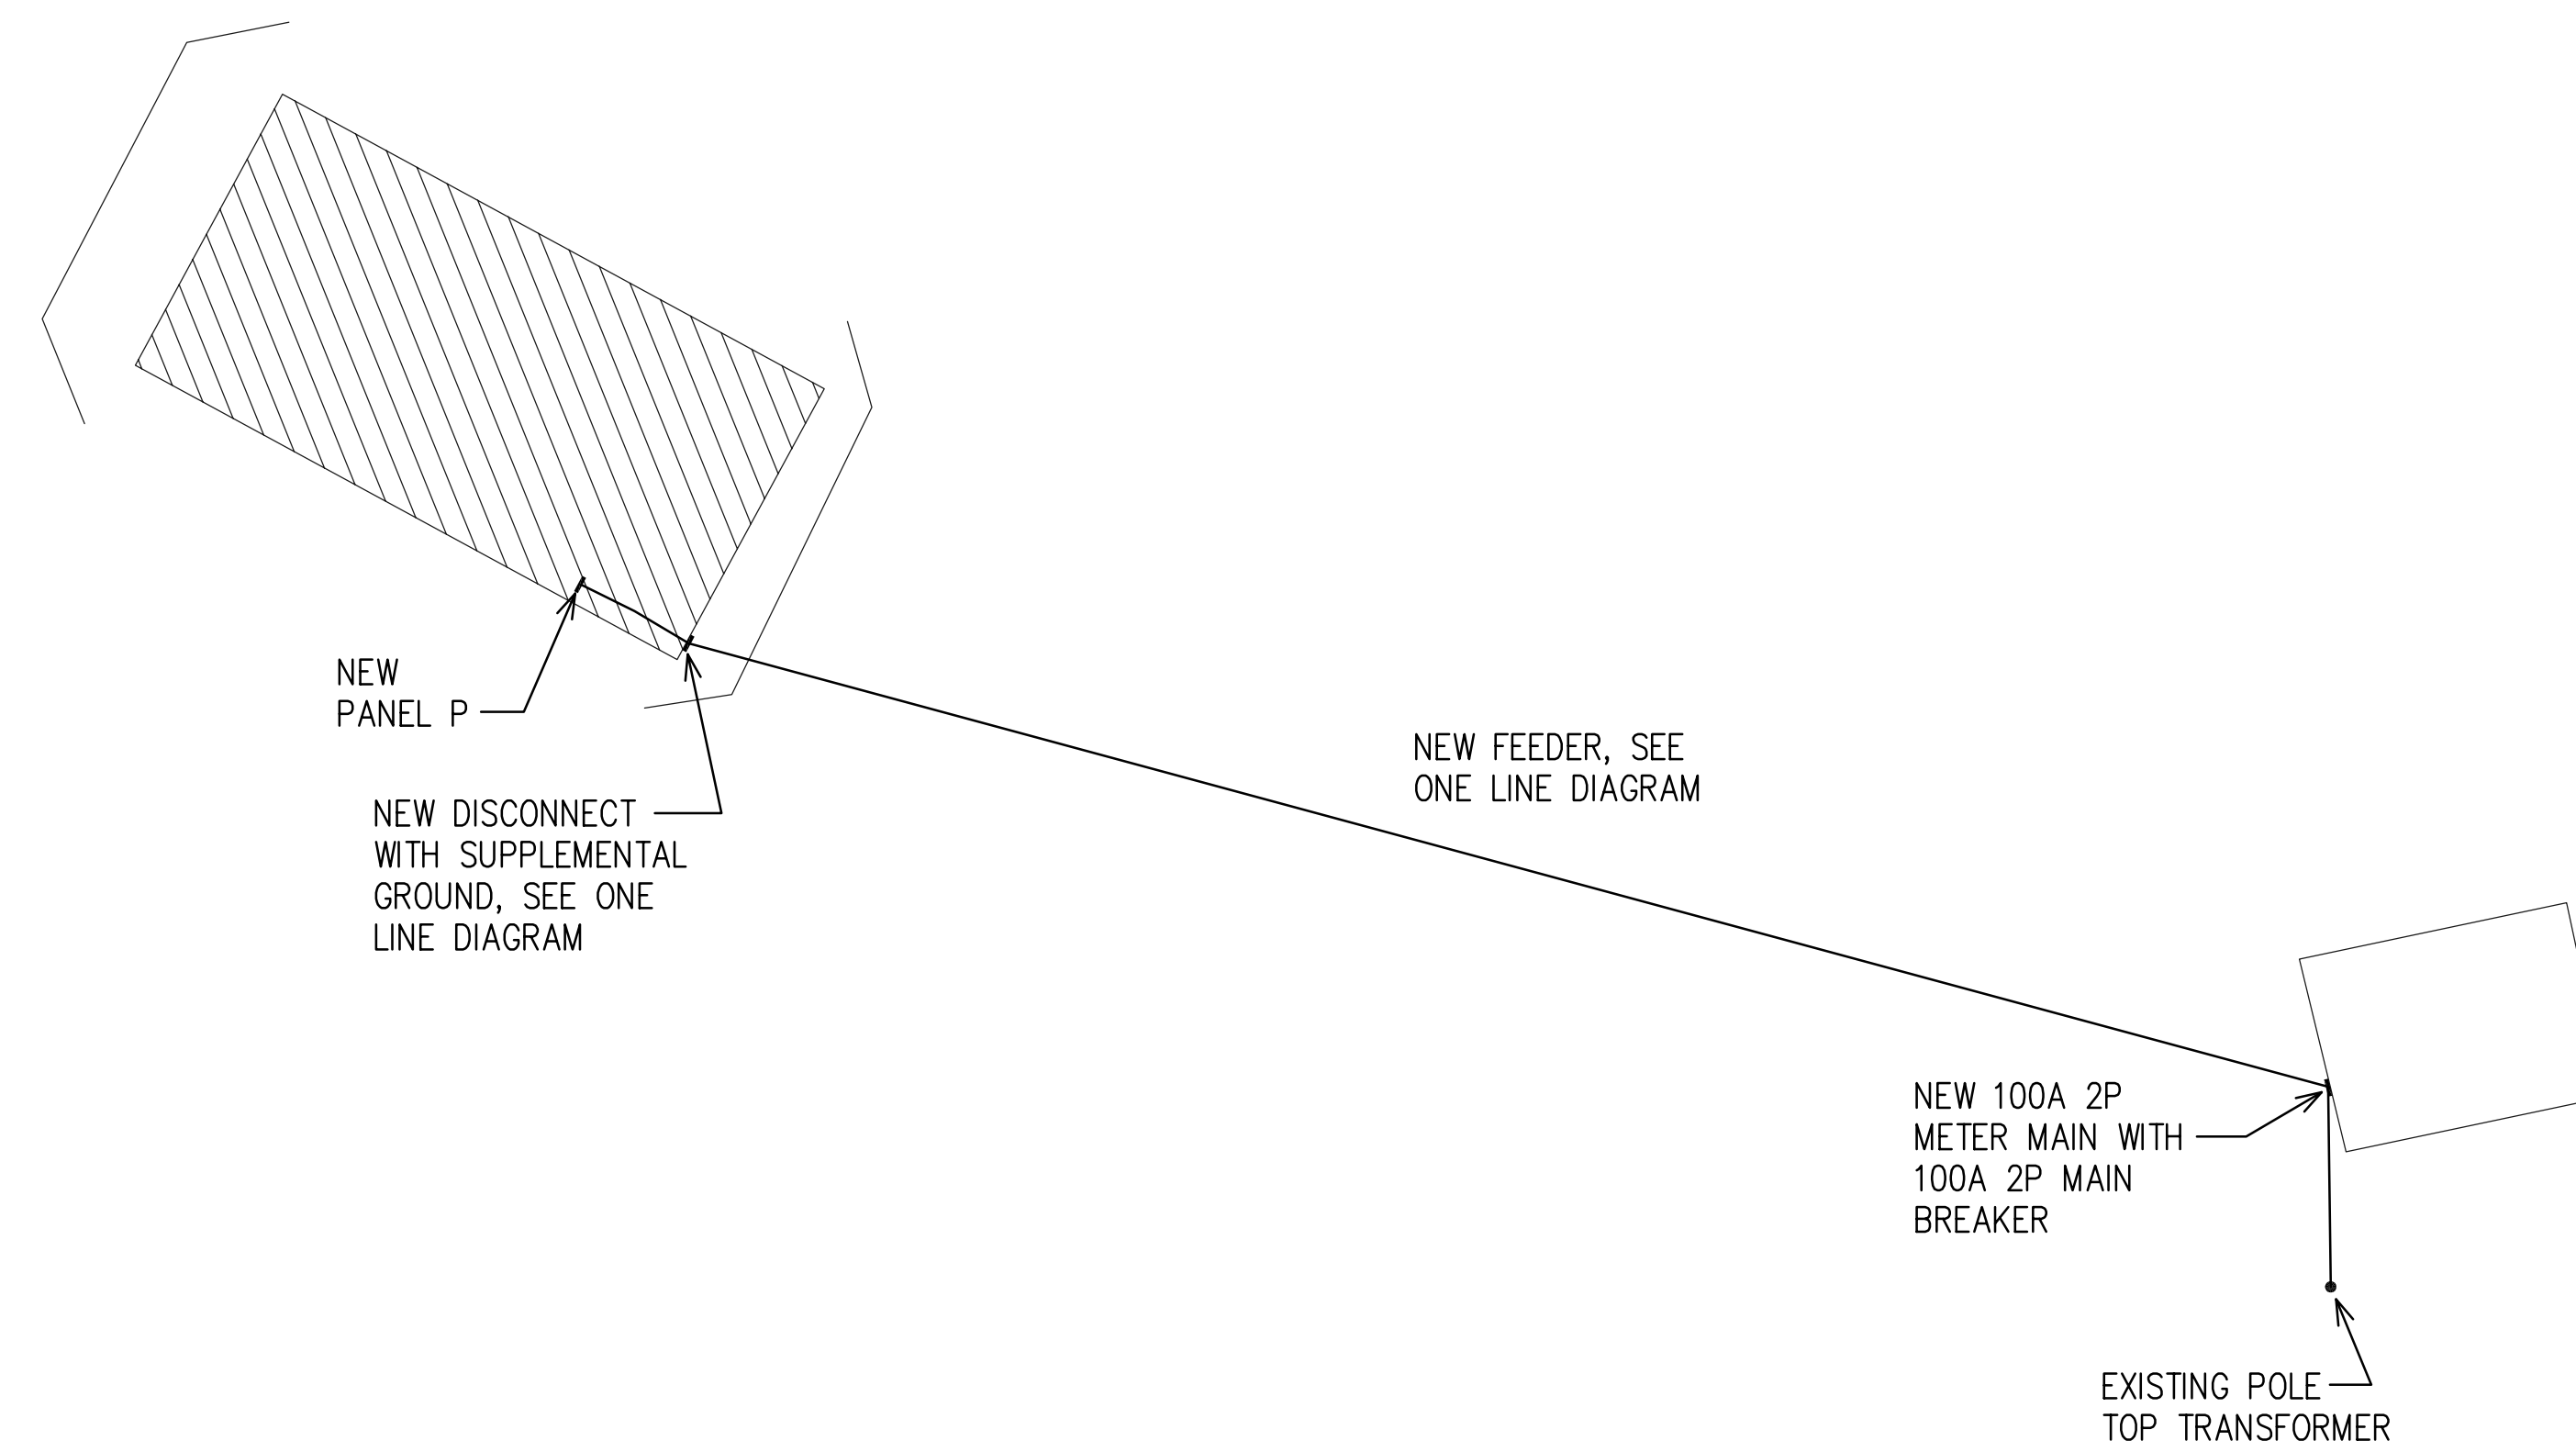 NEW
PANEL P
NEW DISCONNECT
WITH SUPPLEMENTAL
GROUND, SEE ONE
LINE DIAGRAM
NEW FEEDER, SEE
ONE LINE DIAGRAM
NEW 100A 2P
METER MAIN WITH
100A 2P MAIN
BREAKER
EXISTING POLE
TOP TRANSFORMER